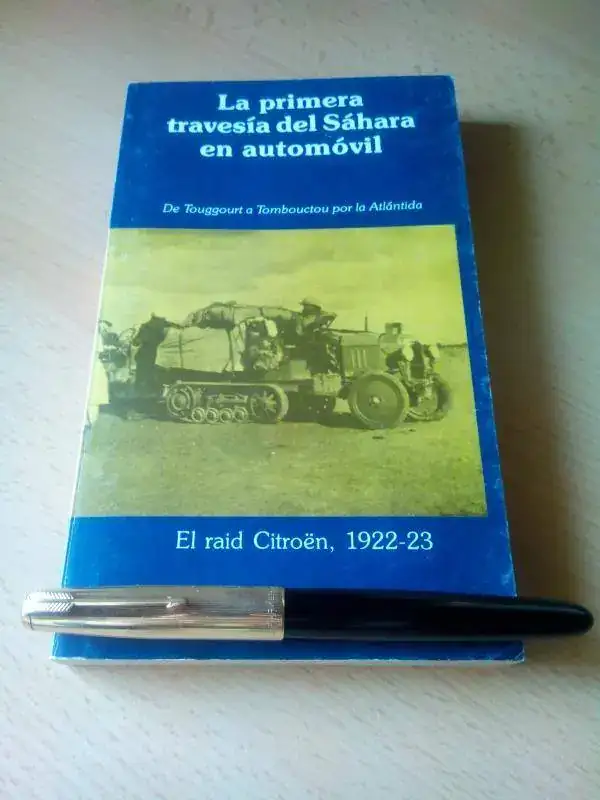 La primera
travesía del Sáhara
en automóvil
De Touggourt a Tombouctou por la Atlántida
El raid Citroën, 1922-23